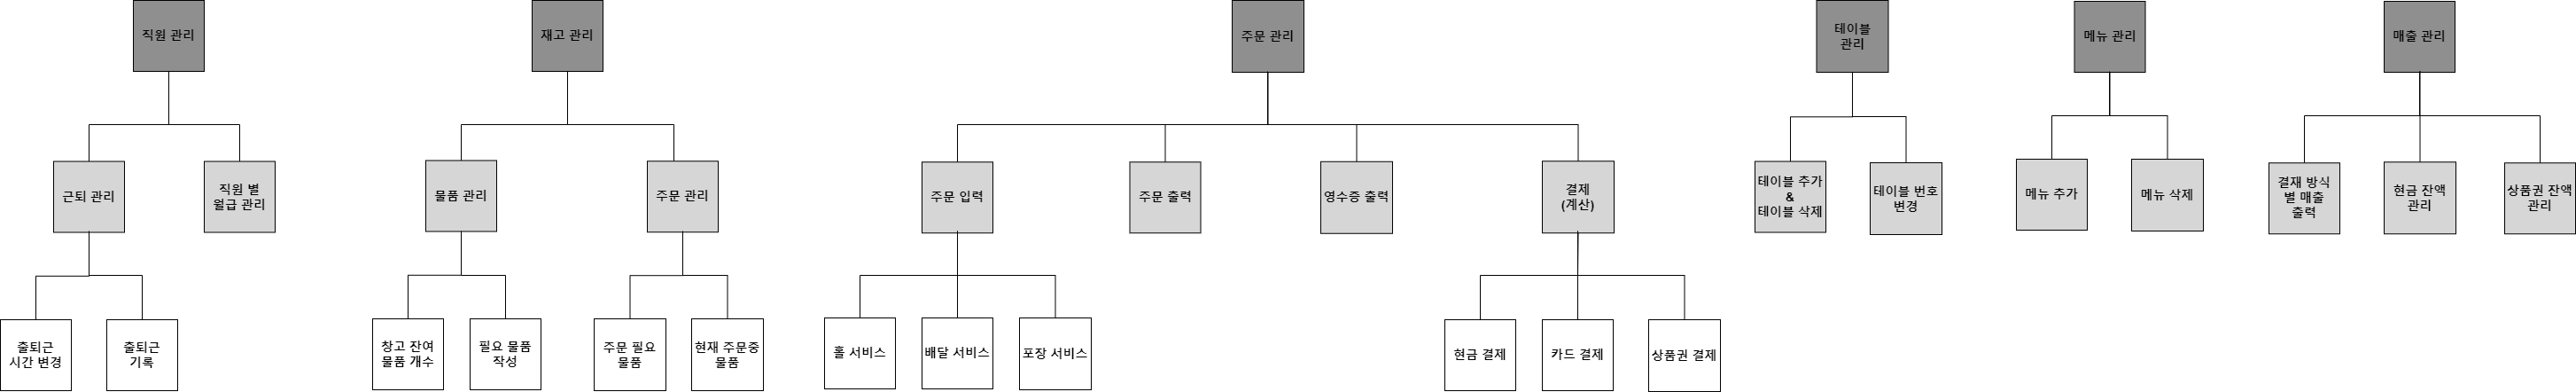 직원 관리
재고 관리
주문 관리
테이블
관리
메뉴 관리
매출 관리
근퇴 관리
직원 별
월급 관리
물품 관리
주문 관리
주문 입력
주문 출력
영수증 출력
결제
(계산)
테이블 추가
&
테이블 삭제
테이블 번호
변경
메뉴 추가
메뉴 삭제
결재 방식
별 매출
출력
현금 잔액
관리
상품권 잔액
관리
출퇴근
시간 변경
출퇴근
기록
창고 잔여
물품 개수
필요 물품
작성
주문 필요
물품
현재 주문중
물품
홀 서비스
배달 서비스
포장 서비스
현금 결제
카드 결제
상품권 결제